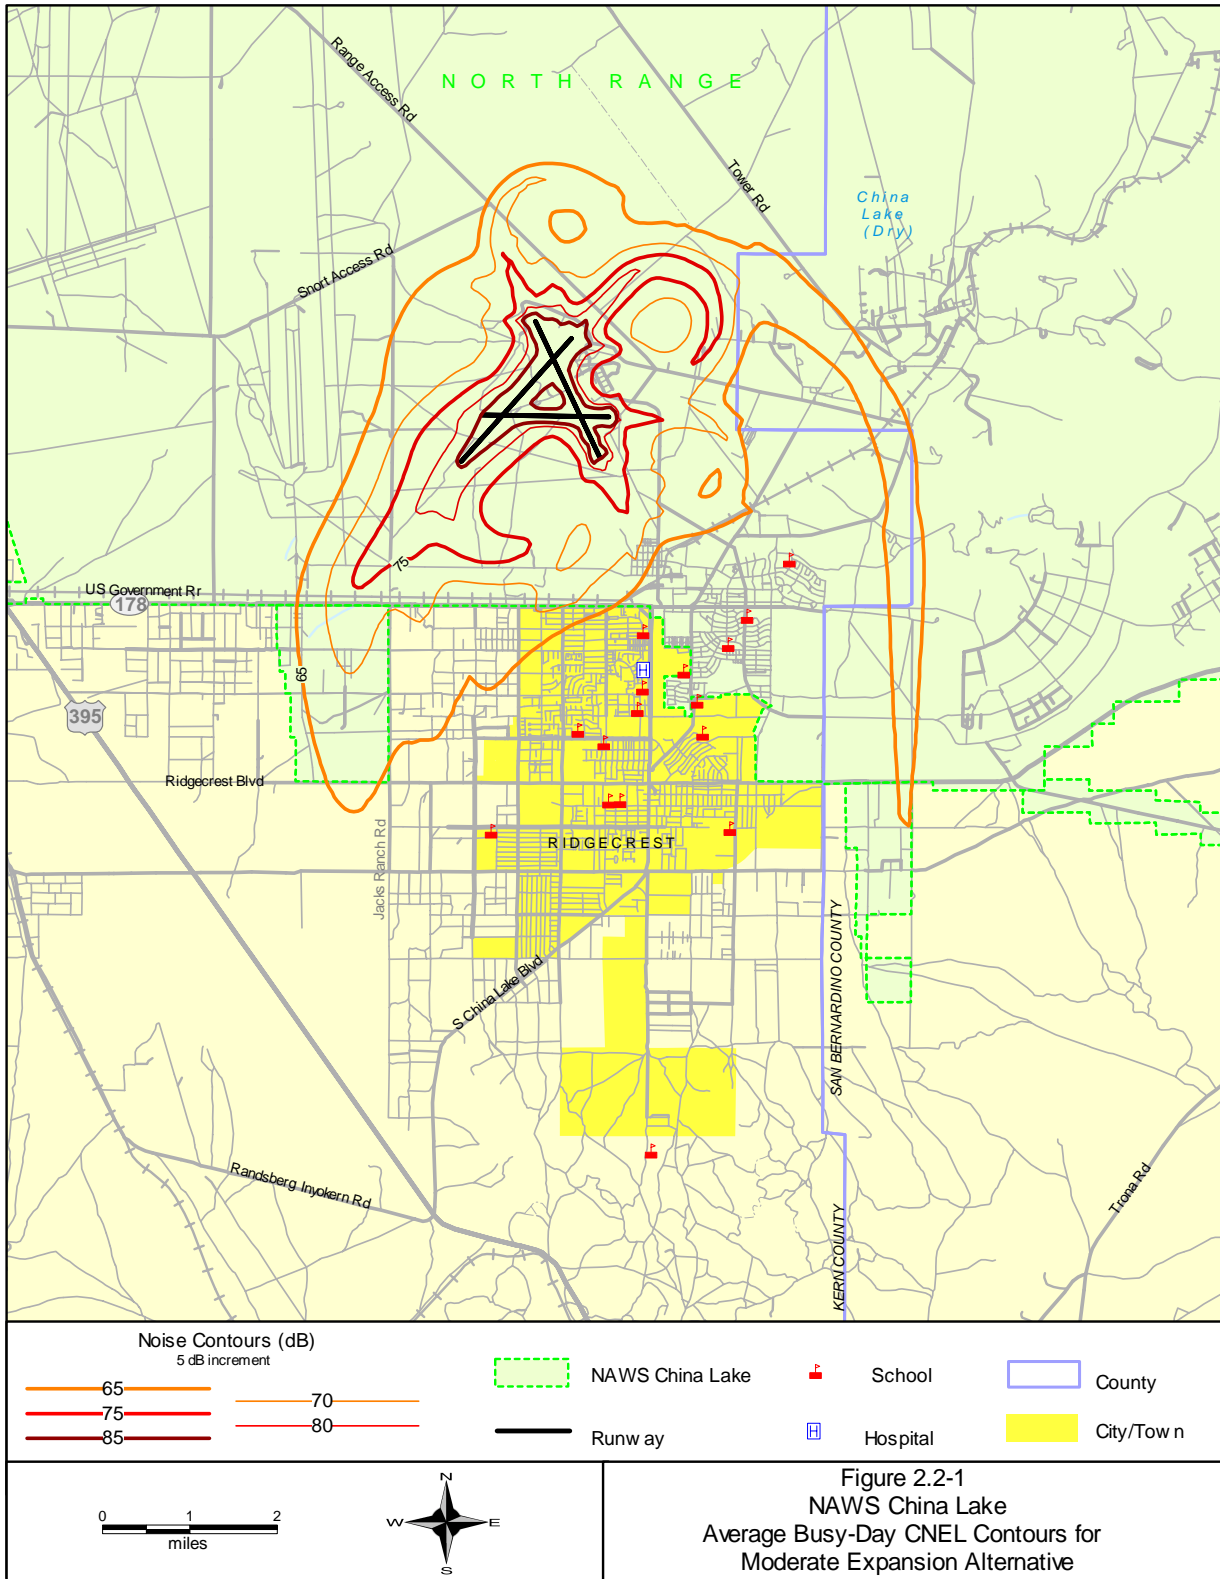 NORTH RANGE
Range Access Rd
Tower Rd
China
Lake
(Dry)
Snort Access Rd
75
US Government Rr
178
65
395
Ridgecrest Blvd
H
RIDGECREST
Jacks Ranch Rd
S China Lake Blvd
SAN BERNARDINO COUNTY
KERN COUNTY
Randsberg Inyokern Rd
Trona Rd
Noise Contours (dB)
5 dB increment
65
75
85
70
80
NAWS China Lake
Runway
School
H Hospital
County
City/Town
0 1 2
miles
N
W E
S
Figure 2.2-1
NAWS China Lake
Average Busy-Day CNEL Contours for
Moderate Expansion Alternative